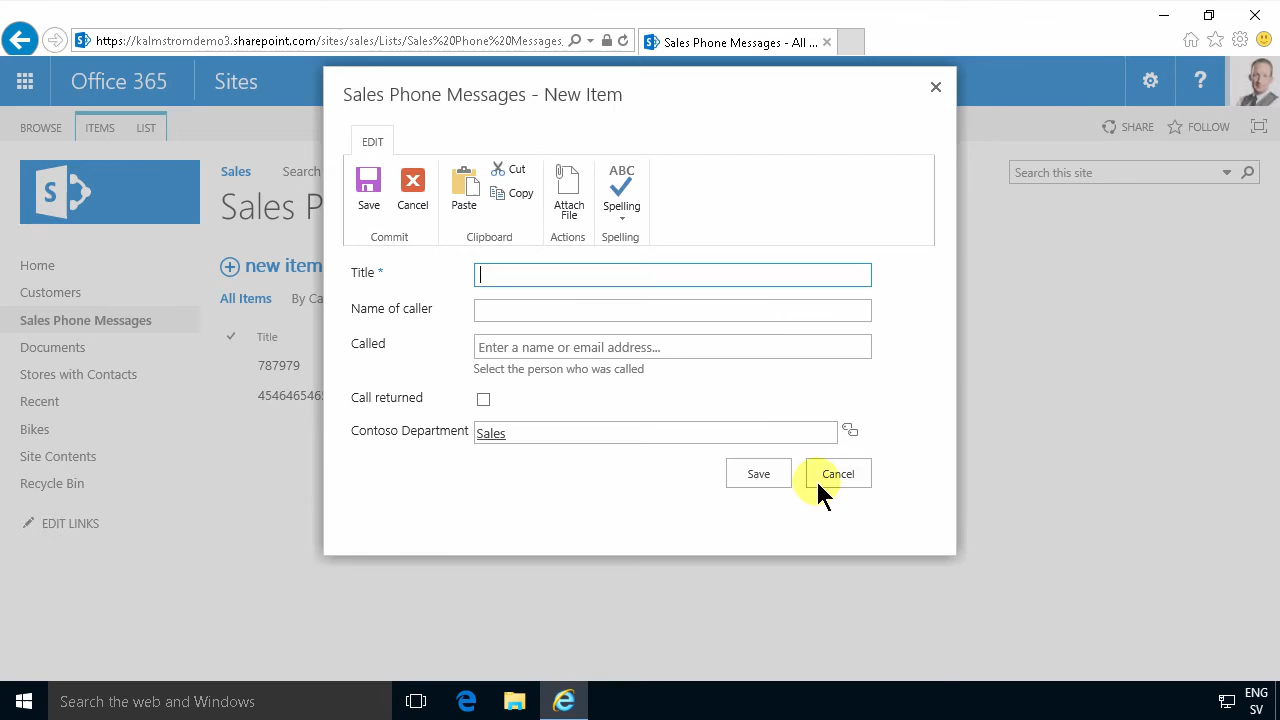 https://kalmstromdemo3.sharepoint.com/sites/sales/Lists/Sales%20Phone%20Messages
Sales Phone Messages - All ...
Office 365
Sites
?
BROWSE
ITEMS
LIST
SHARE
FOLLOW
Sales
Search
Search this site
Sales P
Home
Customers
Sales Phone Messages
Documents
Stores with Contacts
Recent
Bikes
Site Contents
Recycle Bin
EDIT LINKS
new item
All Items
By Ca
Title
787979
Sales Phone Messages - New Item
EDIT
Save
Cancel
Commit
Paste
Cut
Copy
Clipboard
Attach
File
Actions
ABC
Spelling
Spelling
Title *
Name of caller
Called
Enter a name or email address...
Select the person who was called
Call returned
Contoso Department
Sales
Save
Cancel
Search the web and Windows
ENG
SV